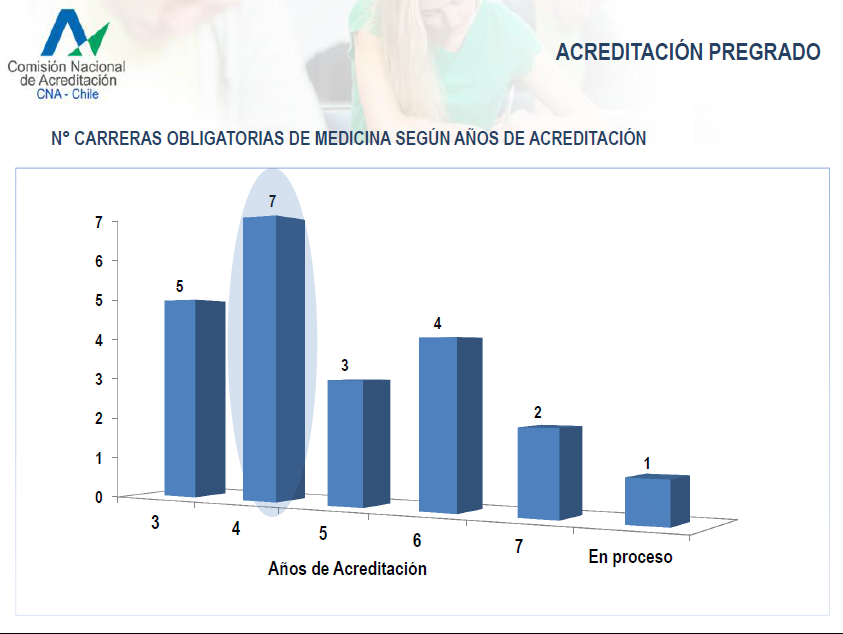 Comisión Nacional
de Acreditación
CNA - Chile
ACREDITACIÓN PREGRADO
N° CARRERAS OBLIGATORIAS DE MEDICINA SEGÚN AÑOS DE ACREDITACIÓN
7
6
5
4
3
2
1
0
5
7
3
4
2
1
3
4
5
6
7
En proceso
Años de Acreditación